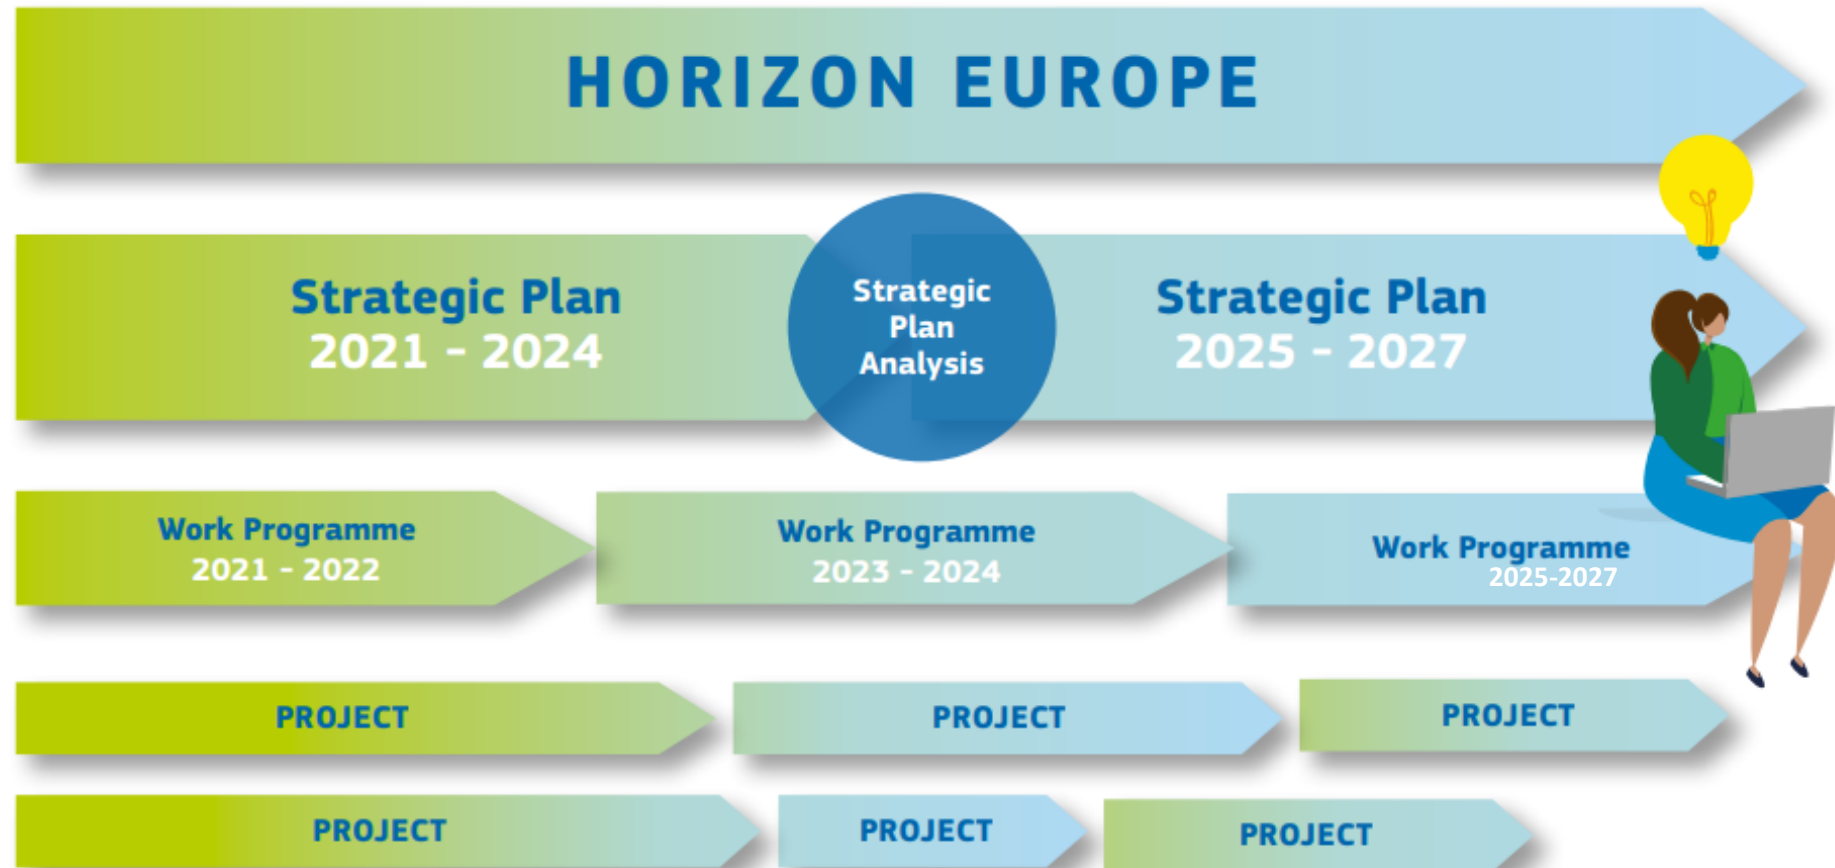 HORIZON EUROPE
Strategic Plan
2021 - 2024
Strategic
Plan
Analysis
Strategic Plan
2025 - 2027
Work Programme
2021 - 2022
Work Programme
2023 - 2024
Work Programme
2025-2027
PROJECT
PROJECT
PROJECT
PROJECT
PROJECT
PROJECT